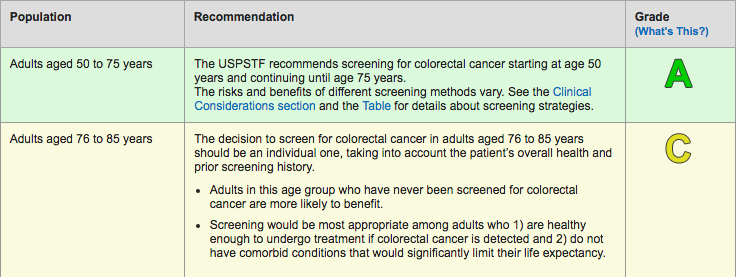 Population Recommendation Grade
(What's This?)
Adults aged 50 to 75 years The USPSTF recommends screening for colorectal cancer starting at age 50 A
years and continuing until age 75 years.
The risks and benefits of different screening methods vary. See the Clinical
Considerations section and the Table for details about screening strategies.
Adults aged 76 to 85 years The decision to screen for colorectal cancer in adults aged 76 to 85 years C
should be an individual one, taking into account the patient's overall health and
prior screening history.
• Adults in this age group who have never been screened for colorectal
cancer are more likely to benefit.
• Screening would be most appropriate among adults who 1) are healthy
enough to undergo treatment if colorectal cancer is detected and 2) do not
have comorbid conditions that would significantly limit their life expectancy.